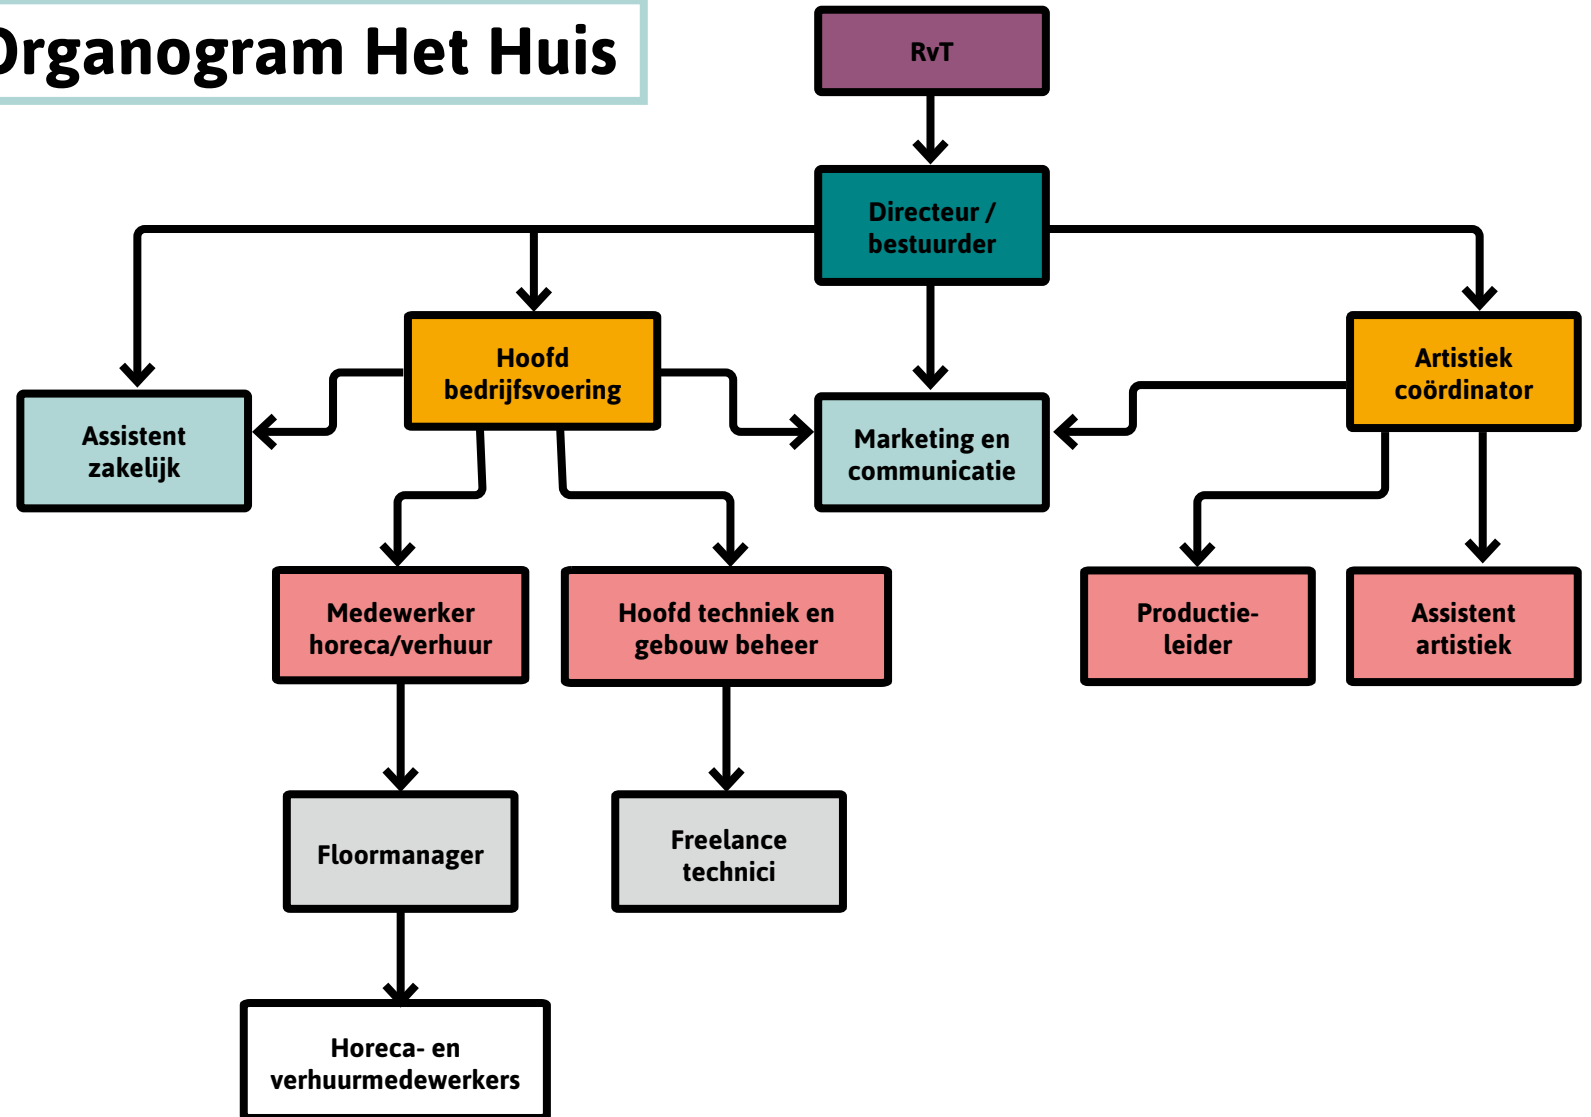 Organogram Het Huis
RvT
Directeur /
bestuurder
Hoofd
bedrijfsvoering
Artistiek
coördinator
Assistent
zakelijk
Marketing en
communicatie
Medewerker
horeca/verhuur
Hoofd techniek en
gebouw beheer
Productie-
leider
Assistent
artistiek
Floormanager
Freelance
technici
Horeca- en
verhuurmedewerkers